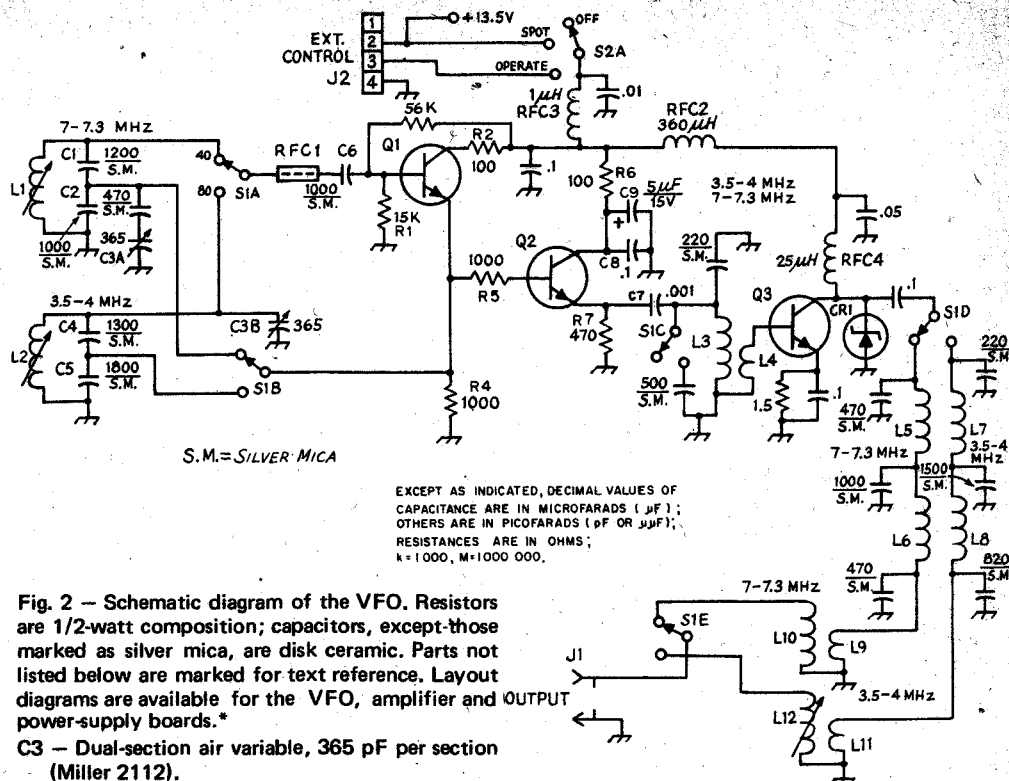 1
2
3
4
EXT.
CONTROL
J2
+13.5V
SPOT
OPERATE
OFF
S2A
.01
1µH
RFC3
RFC2
360µH
56K
7-7.3 MHz
C1
1200
S.M.
L1
C2
470
S.M.
1000
S.M.
365
C3A
40
80
S1A
RFC1
C6
1000
S.M.
Q1
R2
100
.1
15K
R1
R6
100
C9
5µF
15V
+
C8
.1
3.5-4 MHz
7-7.3 MHz
.05
25µH
RFC4
220
S.M.
Q2
1000
R5
C7
.001
R7
470
S1C
500
S.M.
L3
L4
Q3
CR1
.1
S1D
1.5
.1
3.5-4 MHz
C4
1300
S.M.
L2
C5
1800
S.M.
C3B
365
S1B
R4
1000
S.M.=SILVER MICA
220
S.M.
470
S.M.
L5
L7
7-7.3 MHz
3.5-4
MHz
1000
S.M.
1500
S.M.
L6
L8
470
S.M.
820
S.M.
EXCEPT AS INDICATED, DECIMAL VALUES OF
CAPACITANCE ARE IN MICROFARADS ( µF) ;
OTHERS ARE IN PICOFARADS ( pF OR µµF);
RESISTANCES ARE IN OHMS ;
k=1000, M=1000 000.
7-7.3 MHz
S1E
L10
L9
J1
OUTPUT
3.5-4 MHz
L12
L11
Fig. 2 — Schematic diagram of the VFO. Resistors
are 1/2-watt composition; capacitors, except those
marked as silver mica, are disk ceramic. Parts not
listed below are marked for text reference. Layout
diagrams are available for the VFO, amplifier and
power-supply boards.*
C3 — Dual-section air variable, 365 pF per section
(Miller 2112).